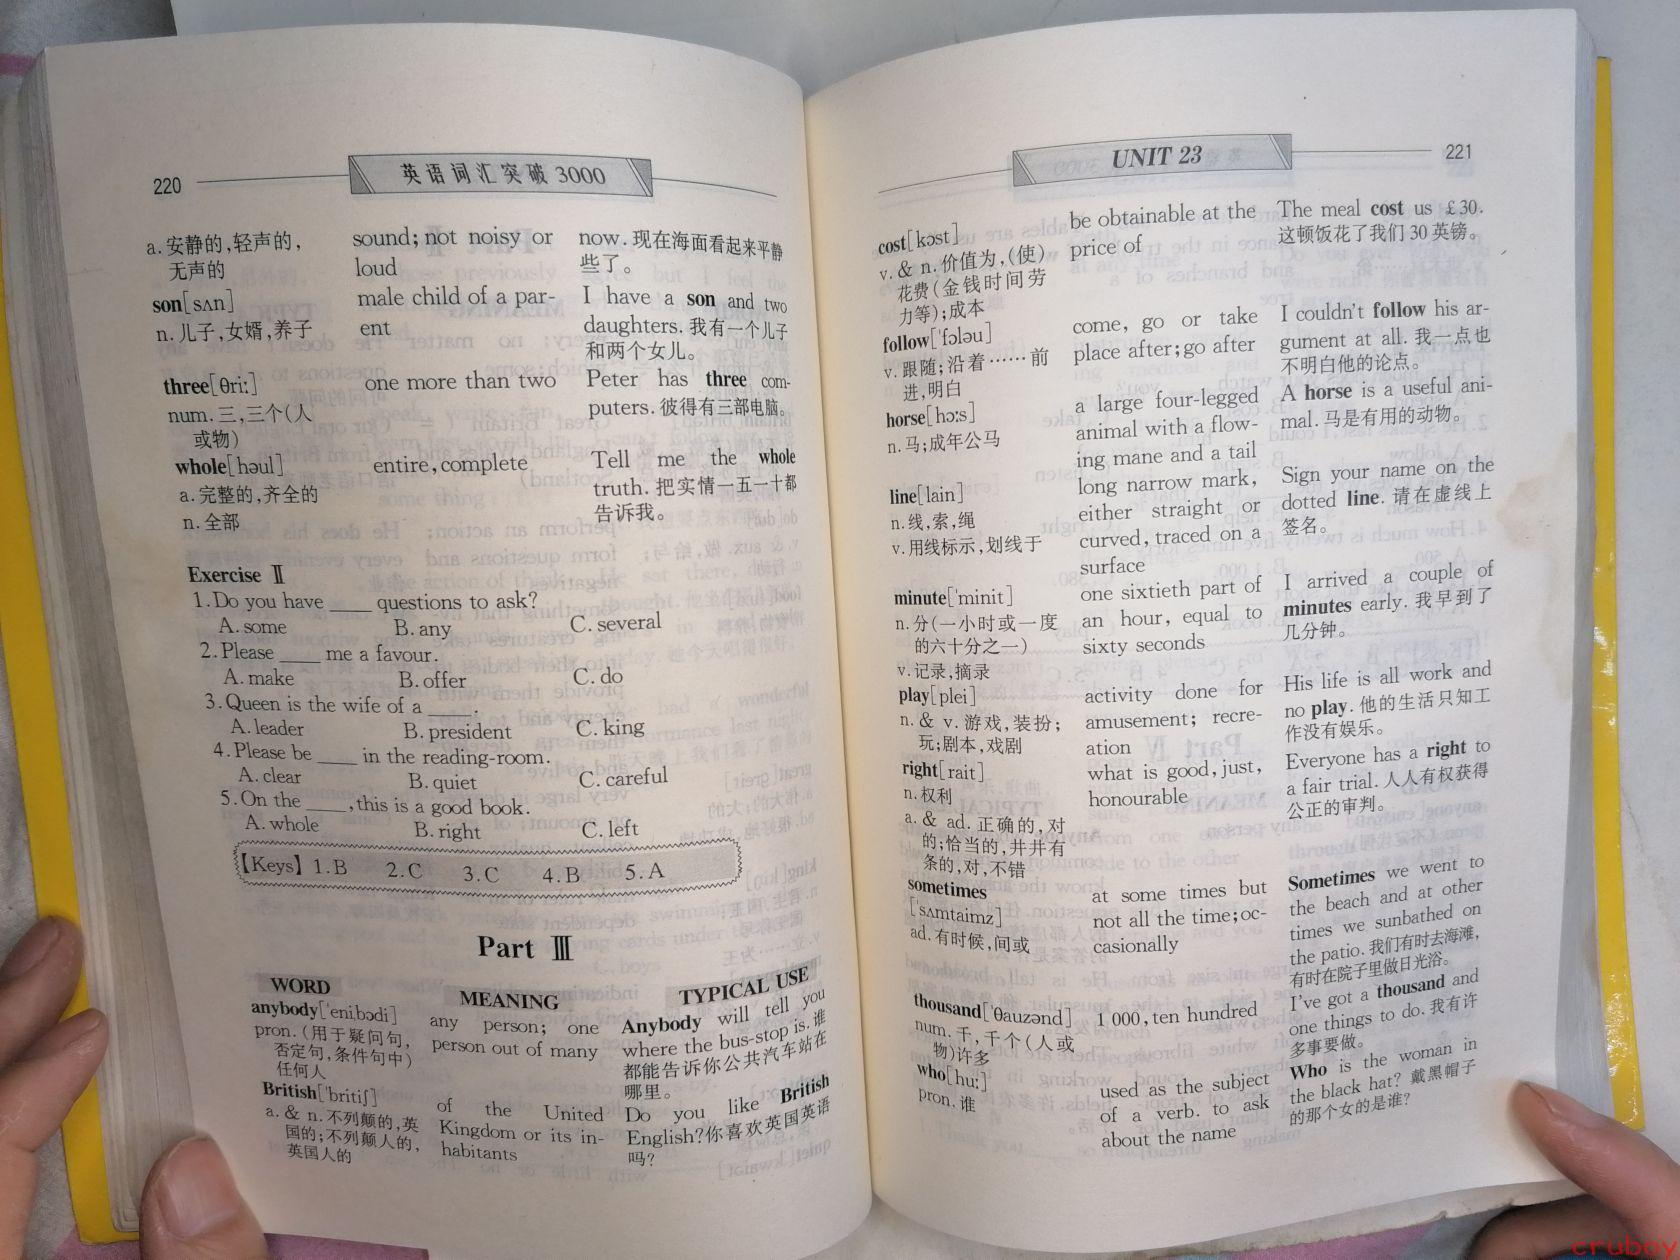 220
英语词汇突破3000
a.安静的,轻声的,
无声的
sound; not noisy or
loud
now.现在海面看起来平静
些了。
son[sʌn]
n.儿子,女婿,养子
male child of a par-
ent
I have a son and two
daughters.我有一个儿子
和两个女儿。
three[θriː]
num.三,三个(人
或物)
one more than two
Peter has three com-
puters.彼得有三部电脑。
whole[həul]
a.完整的,齐全的
n.全部
entire,complete
Tell me the whole
truth.把实情一五一十都
告诉我。
Exercise Ⅱ
1.Do you have ____ questions to ask?
A.some B.any C.several
2.Please ____ me a favour.
A.make B.offer C.do
3.Queen is the wife of a ____.
A.leader B.president C.king
4.Please be ____ in the reading-room.
A.clear B.quiet C.careful
5.On the ____,this is a good book.
A.whole B.right C.left
【Keys】1.B 2.C 3.C 4.B 5.A
Part Ⅲ
WORD MEANING TYPICAL USE
anybody['eni,bɔdi]
pron.(用于疑问句,
否定句,条件句中)
任何人
any person; one
person out of many
Anybody will tell you
where the bus-stop is.谁
都能告诉你公共汽车站在
哪里。
British['britiʃ]
a.& n.不列颠的,英
国的;不列颠人的,
英国人的
of the United
Kingdom or its in-
habitants
Do you like British
English?你喜欢英国英语
吗?
UNIT 23
221
cost[kɔst]
v.& n.价值为,(使)
花费(金钱时间劳
力等);成本
be obtainable at the
price of
The meal cost us £30.
这顿饭花了我们30英镑。
follow['fɔləu]
v.跟随;沿着……前
进,明白
come, go or take
place after;go after
I couldn't follow his ar-
gument at all.我一点也
不明白他的论点。
horse[hɔːs]
n.马;成年公马
a large four-legged
animal with a flow-
ing mane and a tail
A horse is a useful ani-
mal.马是有用的动物。
line[lain]
n.线,索,绳
v.用线标示,划线于
long narrow mark,
either straight or
curved, traced on a
surface
Sign your name on the
dotted line.请在虚线上
签名。
minute['minit]
n.分(一小时或一度
的六十分之一)
v.记录,摘录
one sixtieth part of
an hour, equal to
sixty seconds
I arrived a couple of
minutes early.我早到了
几分钟。
play[plei]
n.& v.游戏,装扮;
玩;剧本,戏剧
activity done for
amusement; recre-
ation
His life is all work and
no play.他的生活只知工
作没有娱乐。
right[rait]
n.权利
a.& ad.正确的,对
的;恰当的,井井有
条的,对,不错
what is good,just,
honourable
Everyone has a right to
a fair trial.人人有权获得
公正的审判。
sometimes
['sʌmtaimz]
ad.有时候,间或
at some times but
not all the time;oc-
casionally
Sometimes we went to
the beach and at other
times we sunbathed on
the patio.我们有时去海滩,
有时在院子里做日光浴。
thousand['θauzənd]
num.千,千个(人或
物)许多
1 000,ten hundred
I've got a thousand and
one things to do.我有许
多事要做。
who[huː]
pron.谁
used as the subject
of a verb. to ask
about the name
Who is the woman in
the black hat? 戴黑帽子
的那个女的是谁?
cruboy